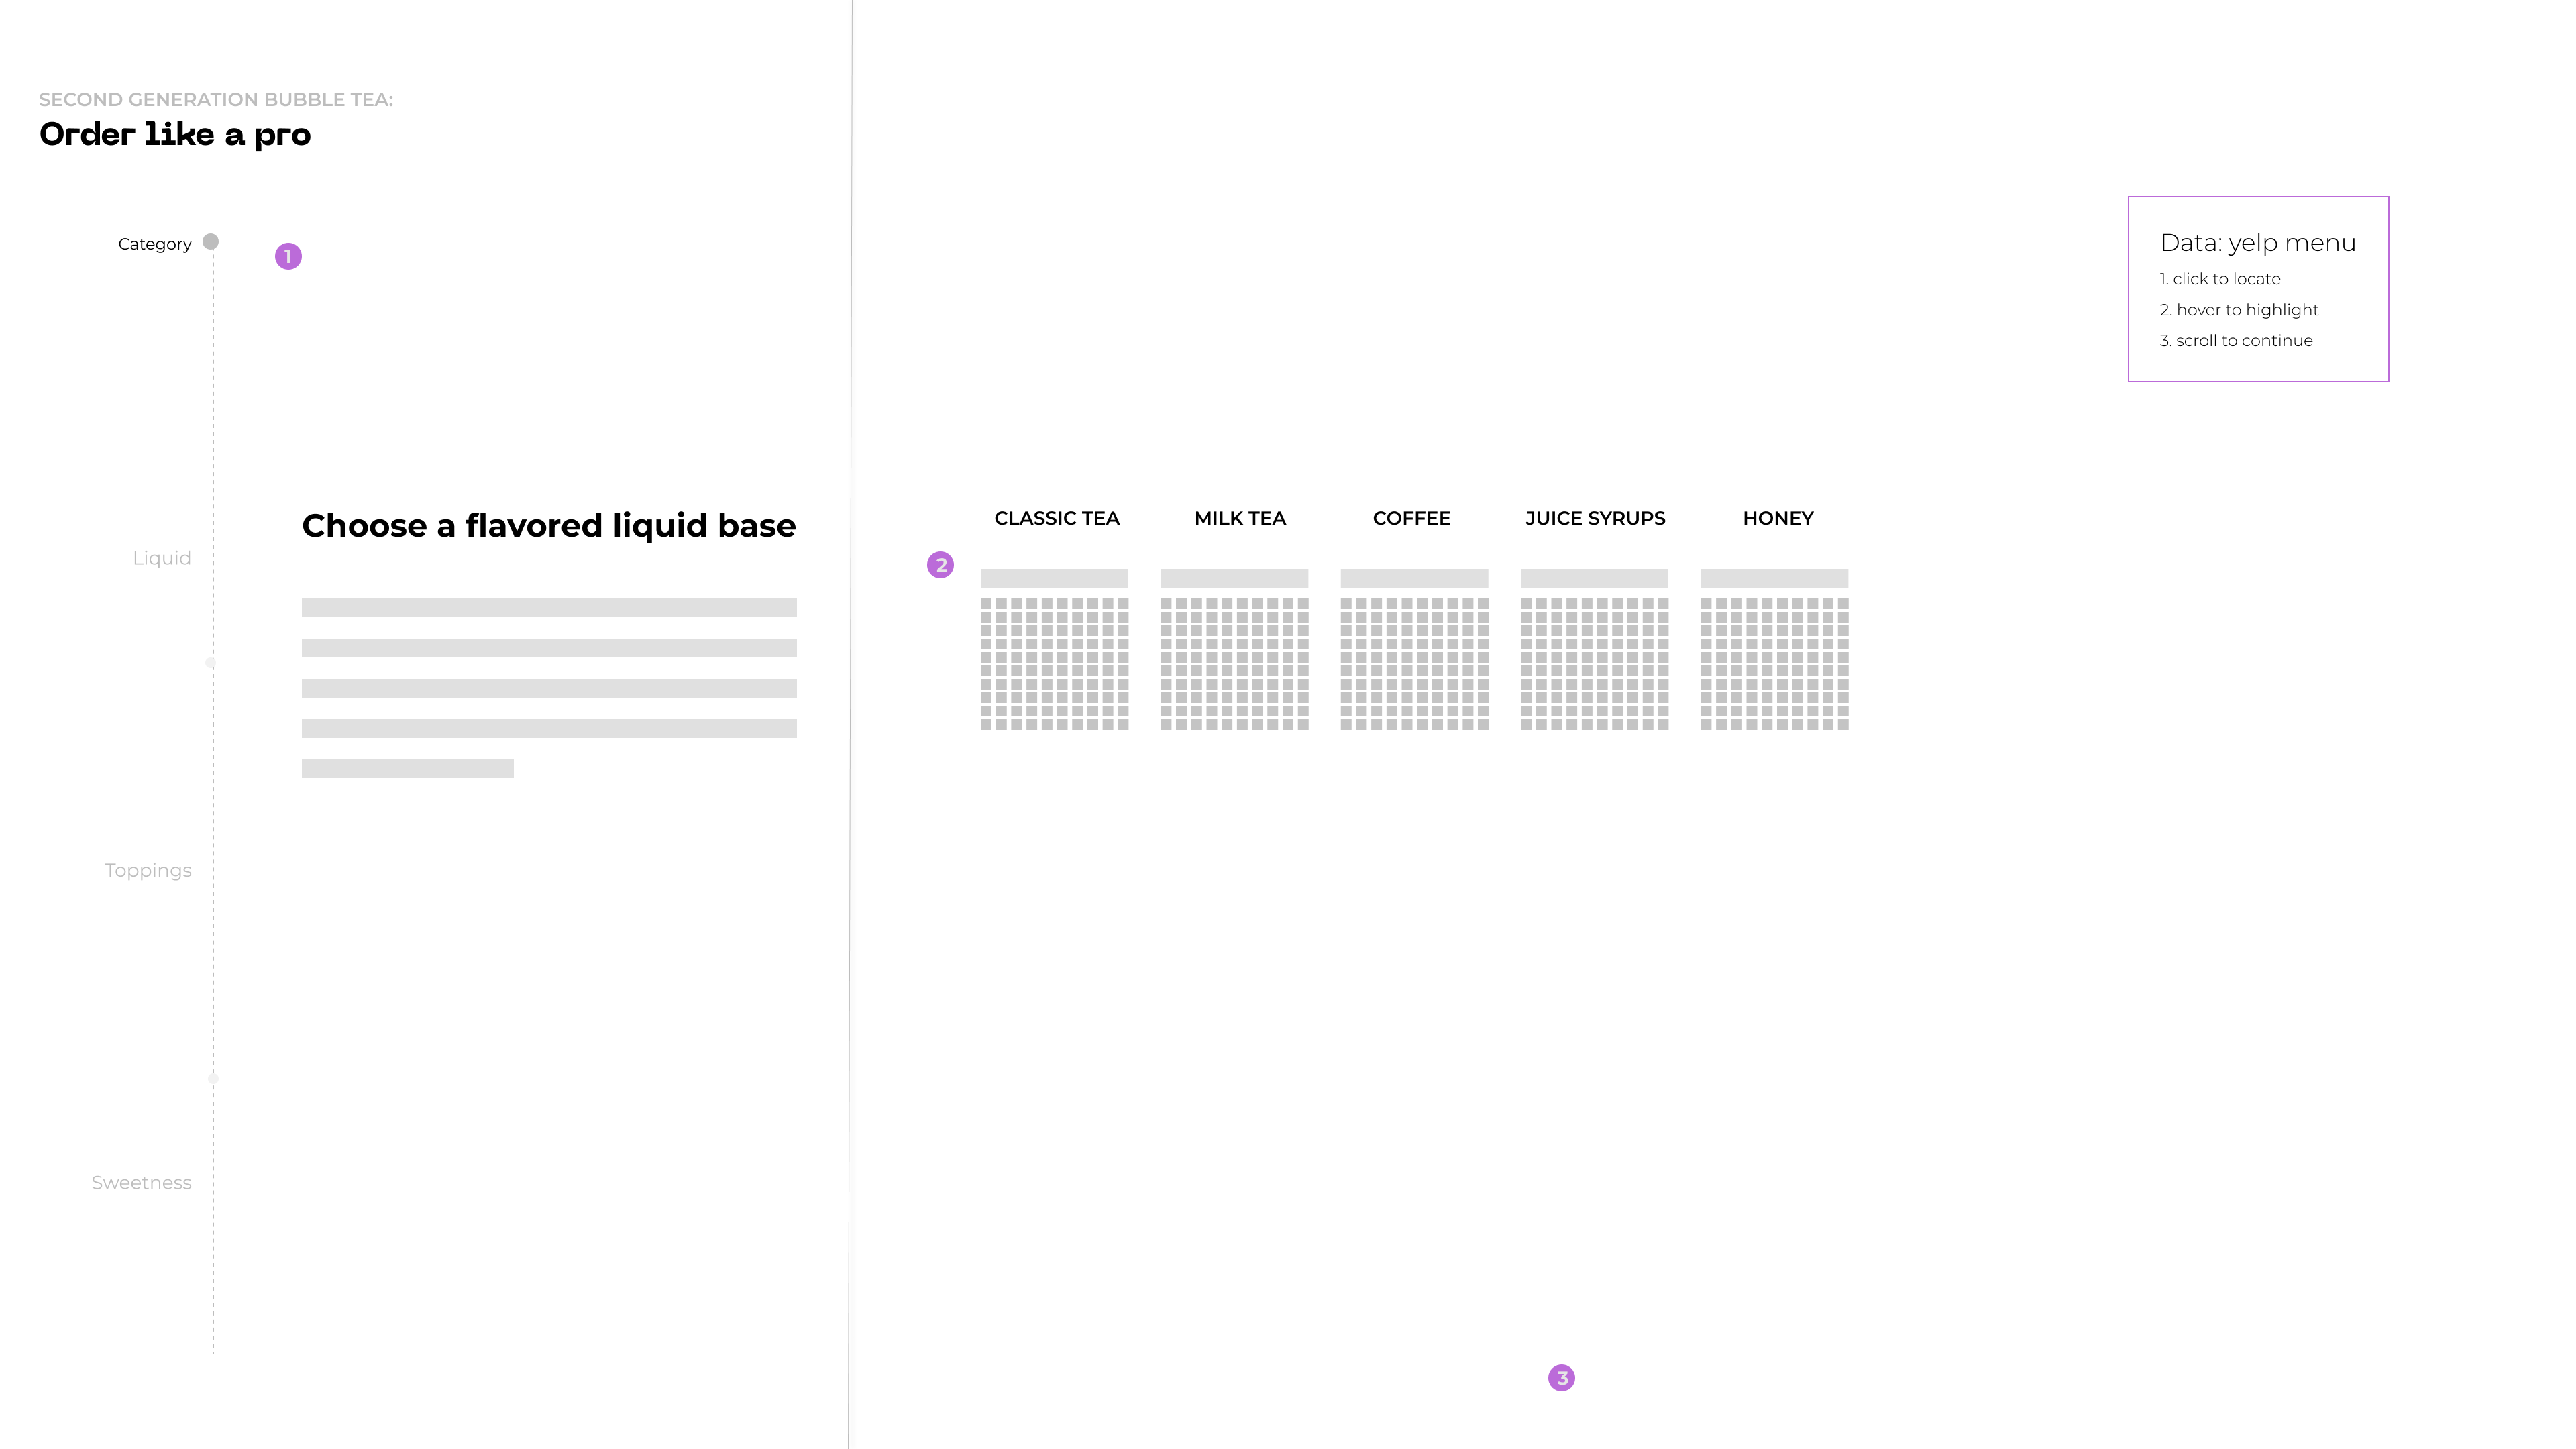 SECOND GENERATION BUBBLE TEA:
Order like a pro
Category
1
Liquid
Toppings
Sweetness
Choose a flavored liquid base
2
CLASSIC TEA
MILK TEA
COFFEE
JUICE SYRUPS
HONEY
Data: yelp menu
1. click to locate
2. hover to highlight
3. scroll to continue
3